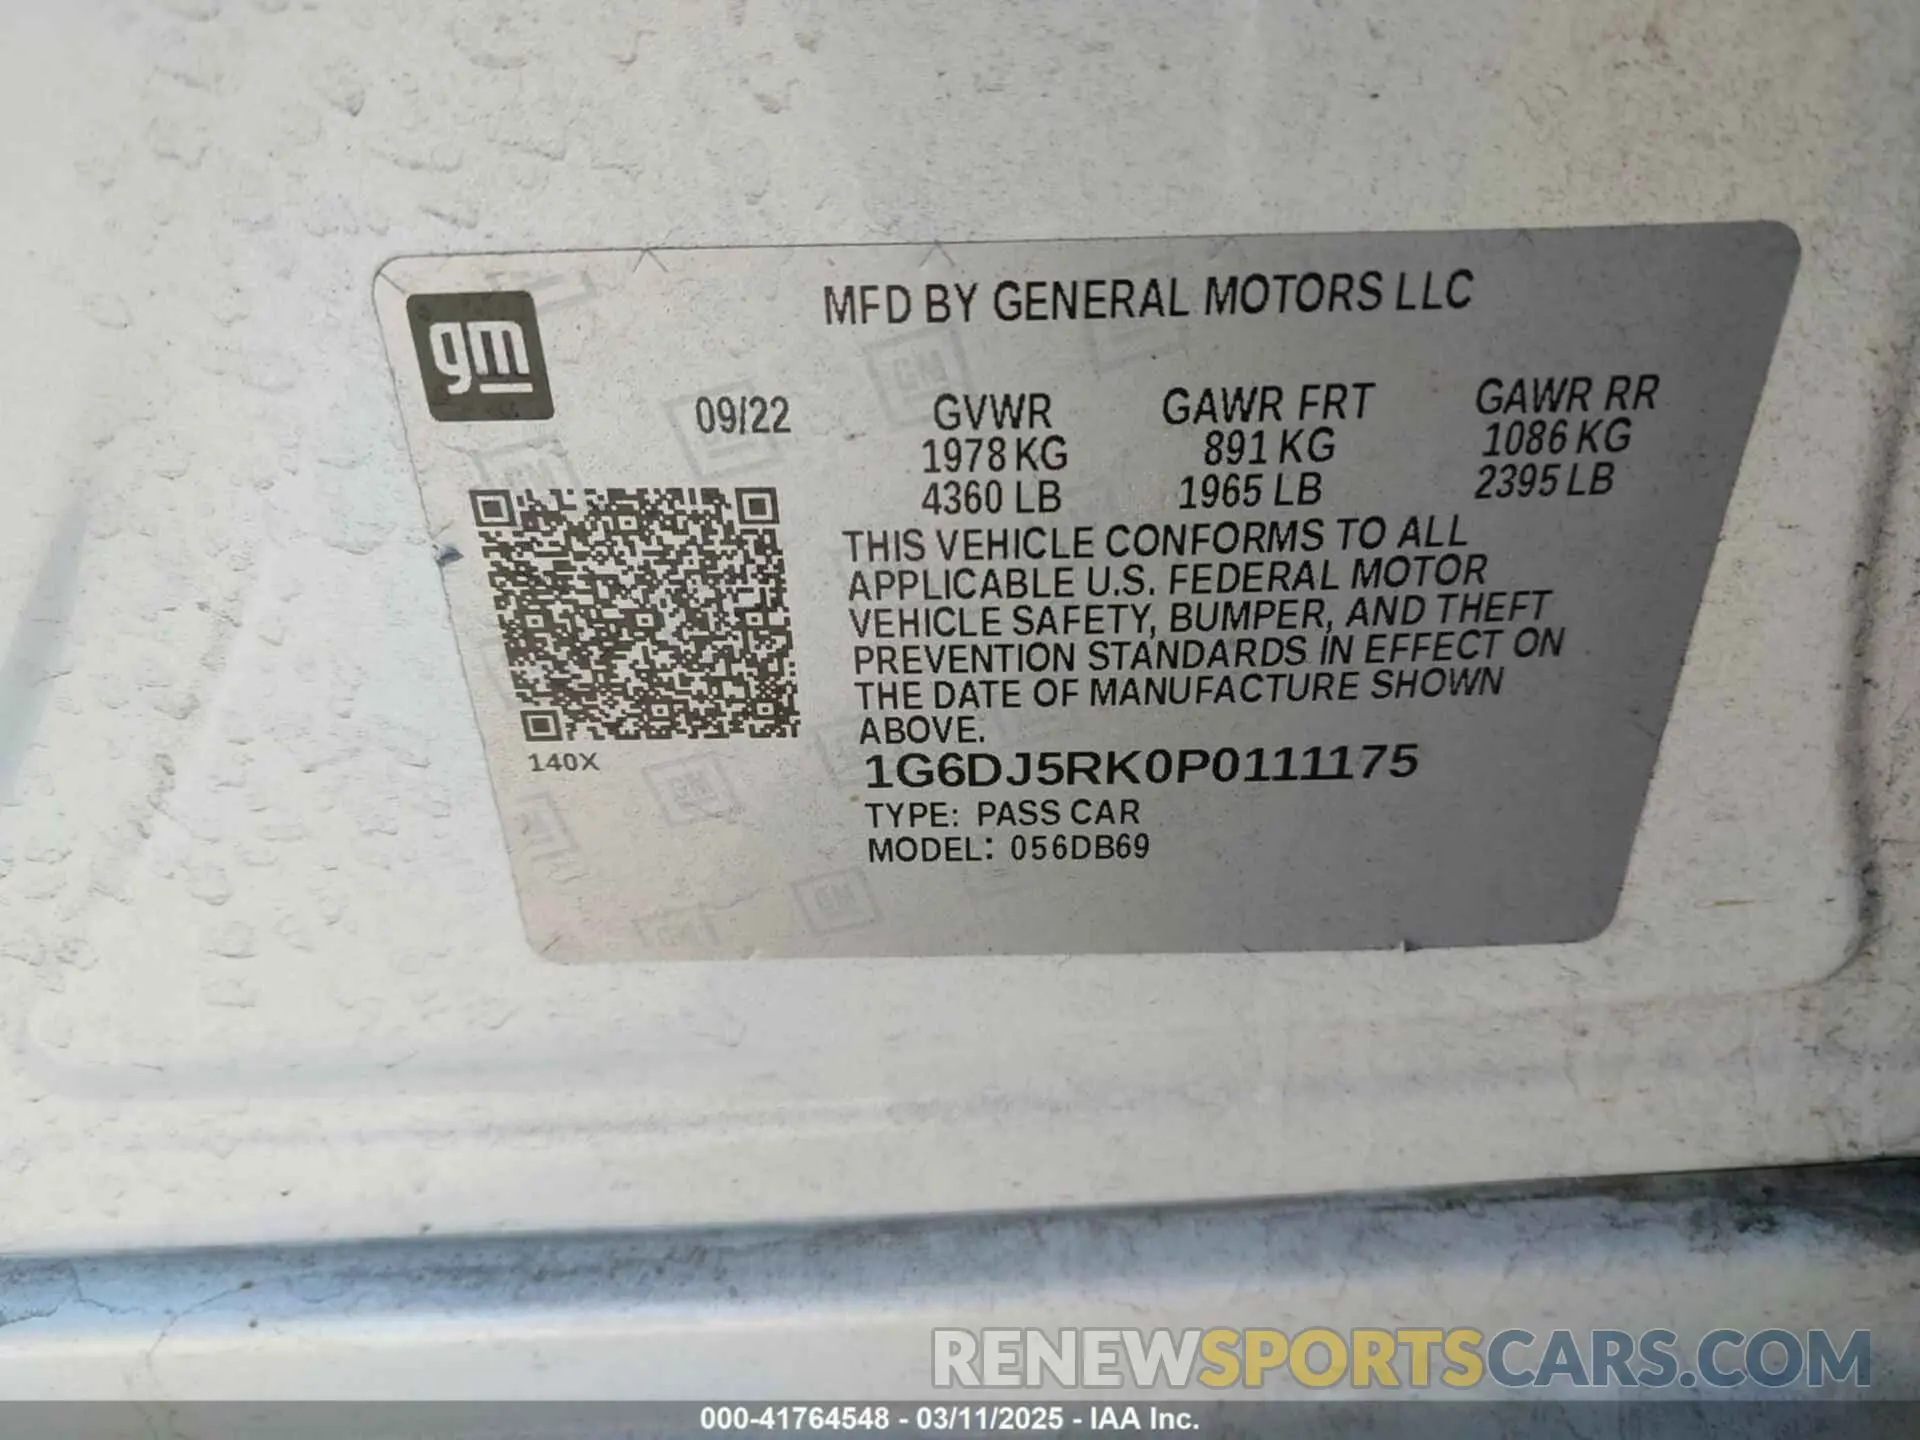 MFD BY GENERAL MOTORS LLC
gm
09/22 GVWR GAWR FRT GAWR RR
1978 KG 891 KG 1086 KG
4360 LB 1965 LB 2395 LB
THIS VEHICLE CONFORMS TO ALL
APPLICABLE U.S. FEDERAL MOTOR
VEHICLE SAFETY, BUMPER, AND THEFT
PREVENTION STANDARDS IN EFFECT ON
THE DATE OF MANUFACTURE SHOWN
ABOVE.
140X
1G6DJ5RK0P0111175
TYPE: PASS CAR
MODEL: 056DB69
RENEWSPORTSCARS.COM
000-41764548 - 03/11/2025 - IAA Inc.